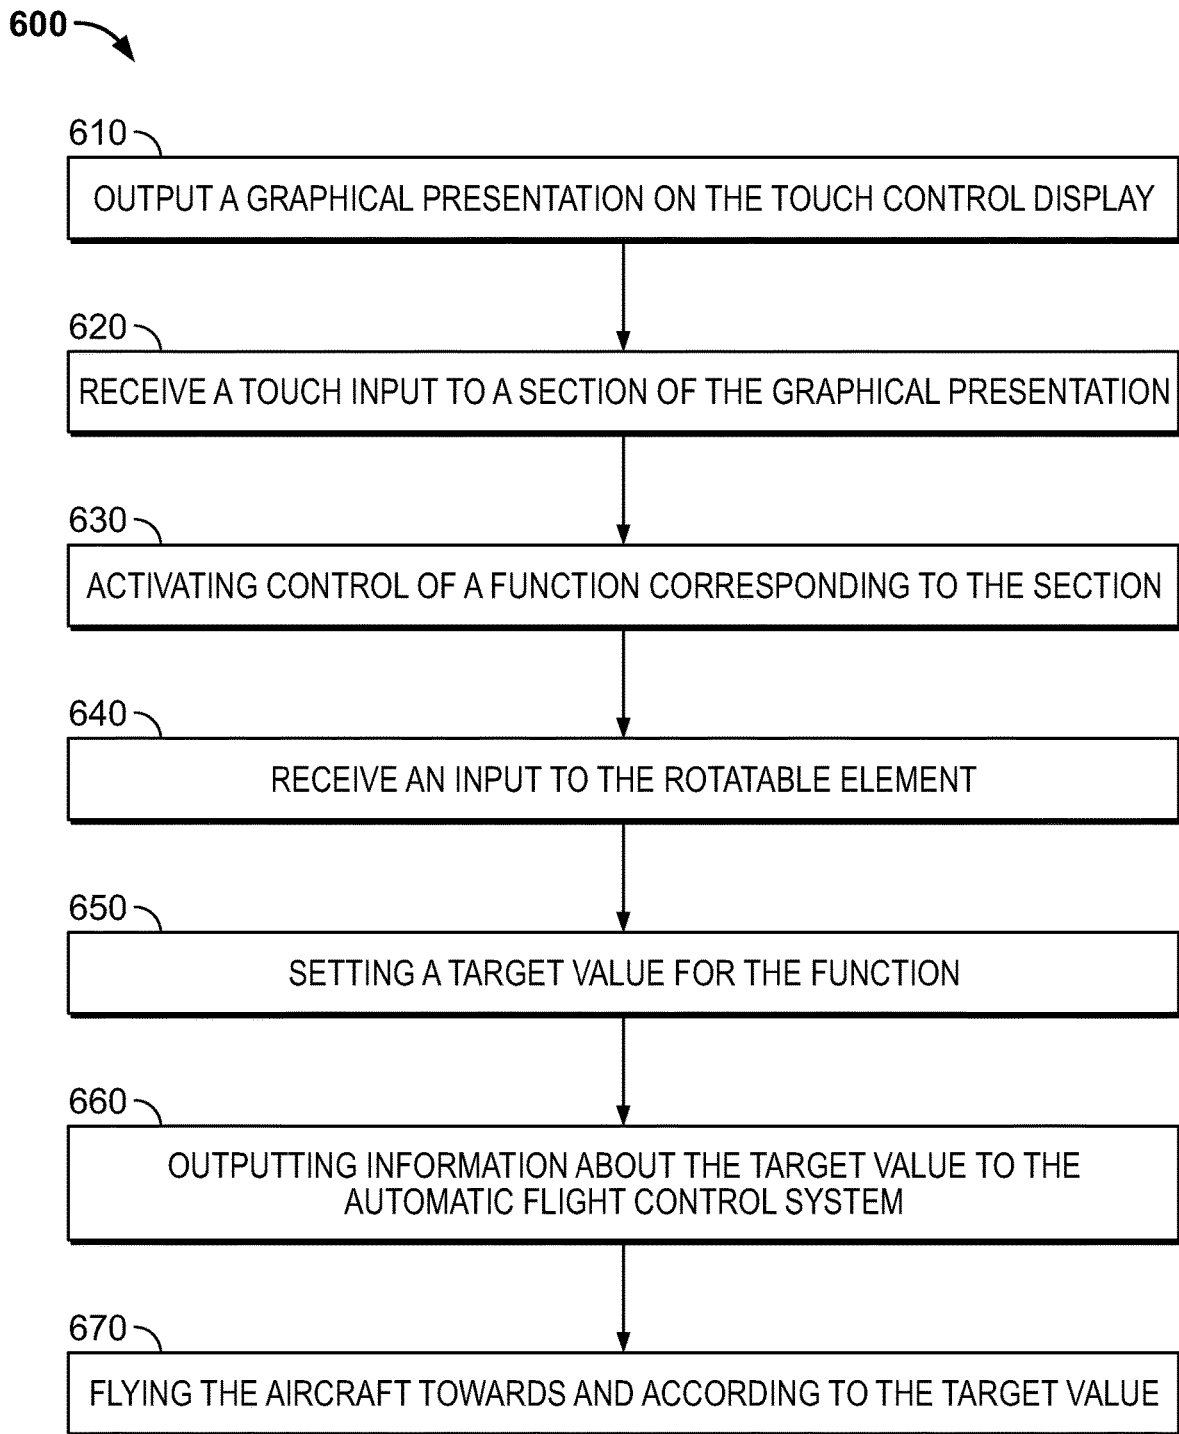 600
610
OUTPUT A GRAPHICAL PRESENTATION ON THE TOUCH CONTROL DISPLAY
620
RECEIVE A TOUCH INPUT TO A SECTION OF THE GRAPHICAL PRESENTATION
630
ACTIVATING CONTROL OF A FUNCTION CORRESPONDING TO THE SECTION
640
RECEIVE AN INPUT TO THE ROTATABLE ELEMENT
650
SETTING A TARGET VALUE FOR THE FUNCTION
660
OUTPUTTING INFORMATION ABOUT THE TARGET VALUE TO THE
AUTOMATIC FLIGHT CONTROL SYSTEM
670
FLYING THE AIRCRAFT TOWARDS AND ACCORDING TO THE TARGET VALUE